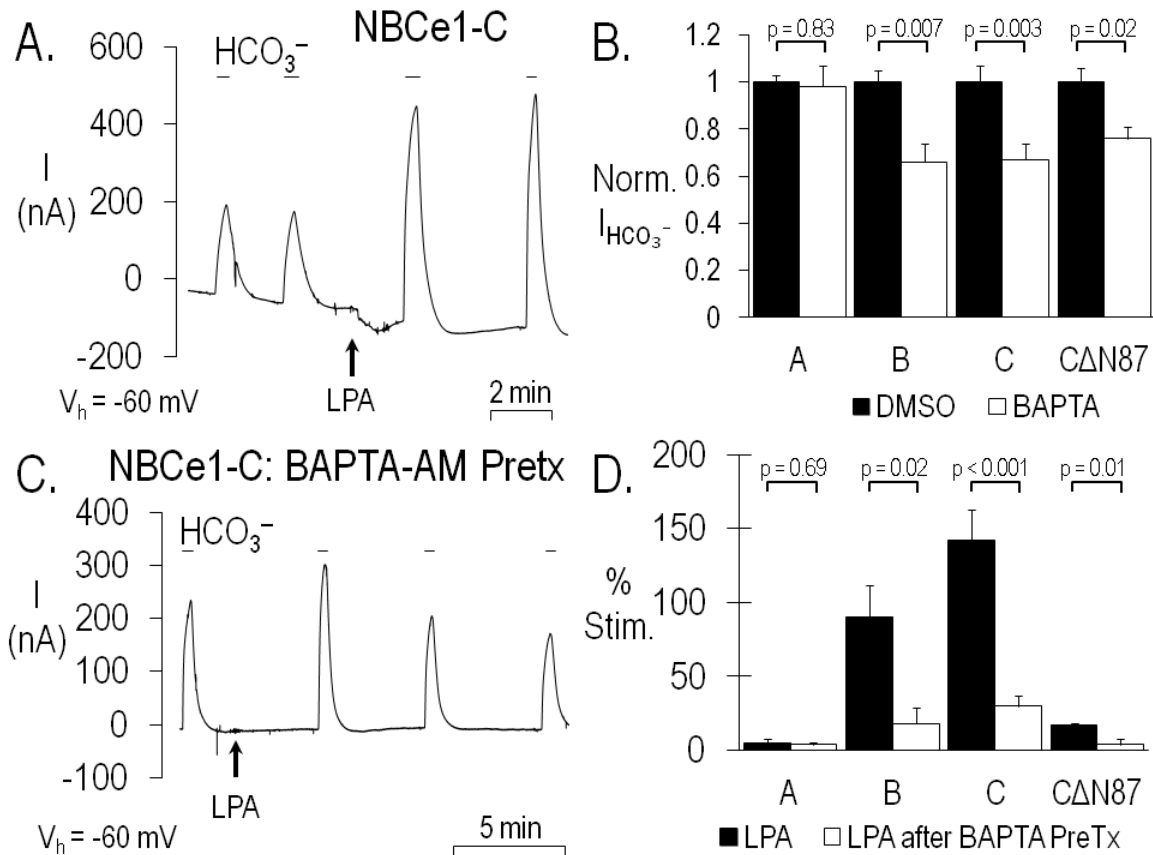 A.
NBCe1-C
600
400
200
0
-200
I
(nA)
HCO₃⁻
LPA
2 min
Vₕ = -60 mV
B.
p = 0.83
p = 0.007
p = 0.003
p = 0.02
1.2
1
0.8
0.6
0.4
0.2
0
Norm.
I_HCO₃⁻
A B C CΔN87
DMSO BAPTA
C.
NBCe1-C: BAPTA-AM Pretx
400
300
200
100
0
-100
I
(nA)
HCO₃⁻
LPA
5 min
Vₕ = -60 mV
D.
p = 0.69
p = 0.02
p < 0.001
p = 0.01
200
150
100
50
0
%
Stim.
A B C CΔN87
LPA LPA after BAPTA PreTx